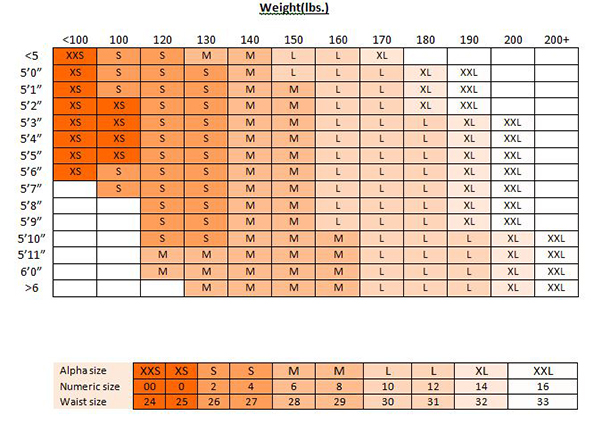 Weight(lbs.)
<100 100 120 130 140 150 160 170 180 190 200 200+
<5 XXS S S M M L L XL
5’0” XS S S S M L L L XL XXL
5’1” XS S S S M M L L XL XXL
5’2” XS XS S S M M L L XL XXL
5’3” XS XS S S M M L L L XL XXL
5’4” XS XS S S M M L L L XL XXL
5’5” XS XS S S M M L L L XL XXL
5’6” XS S S S M M L L L XL XXL
5’7” S S S M M L L L XL XXL
5’8” S S M M L L L XL XXL
5’9” S S M M L L L XL XXL
5’10” S S M M M L L L XL XXL
5’11” M M M M M L L L XL XXL
6’0” M M M M M L L L XL XXL
>6 M M M M L L L XL XXL
Alpha size XXS XS S S M M L L XL XXL
Numeric size 00 0 2 4 6 8 10 12 14 16
Waist size 24 25 26 27 28 29 30 31 32 33